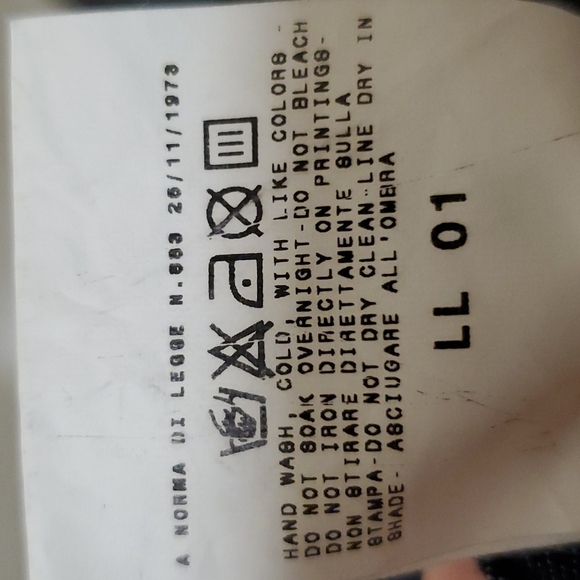 A NORMA DI LEGGE N.883 26/11/1973
HAND WASH, COLD, WITH LIKE COLORS -
DO NOT SOAK OVERNIGHT-DO NOT BLEACH
DO NOT IRON DIRECTLY ON PRINTINGS-
NON STIRARE DIRETTAMENTE SULLA
STAMPA-DO NOT DRY CLEAN-LINE DRY IN
SHADE- ASCIUGARE ALL'OMBRA
LL 01